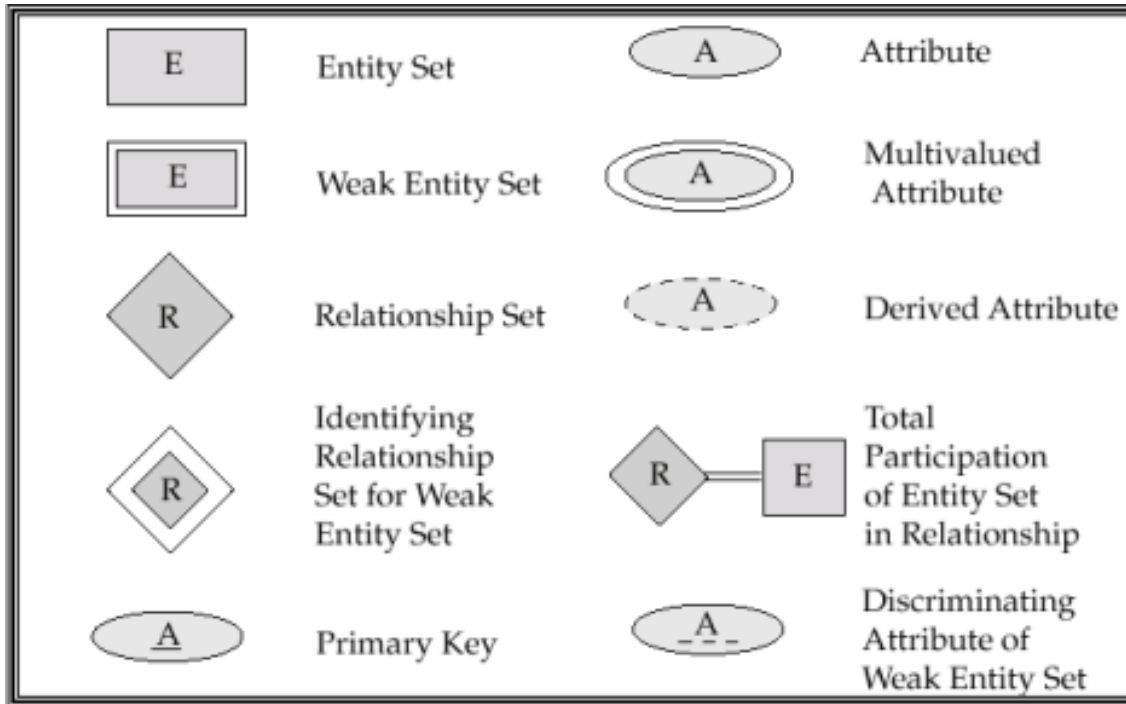 E
Entity Set
A
Attribute
E
Weak Entity Set
A
Multivalued
Attribute
R
Relationship Set
A
Derived Attribute
R
Identifying
Relationship
Set for Weak
Entity Set
R
E
Total
Participation
of Entity Set
in Relationship
A
Primary Key
A
Discriminating
Attribute of
Weak Entity Set